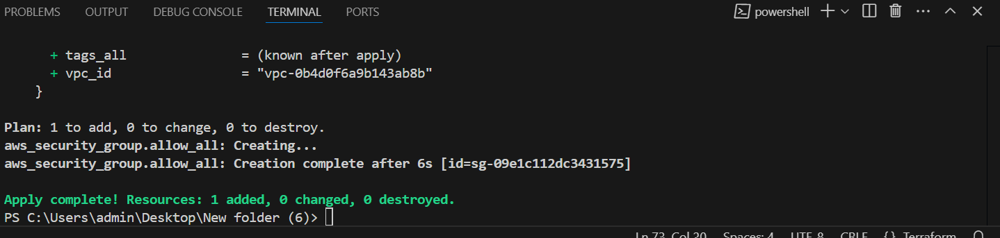 PROBLEMS OUTPUT DEBUG CONSOLE TERMINAL PORTS powershell
+ tags_all = (known after apply)
+ vpc_id = "vpc-0b4d0f6a9b143ab8b"
}
Plan: 1 to add, 0 to change, 0 to destroy.
aws_security_group.allow_all: Creating...
aws_security_group.allow_all: Creation complete after 6s [id=sg-09e1c112dc3431575]
Apply complete! Resources: 1 added, 0 changed, 0 destroyed.
PS C:\Users\admin\Desktop\New folder (6)>
Ln 73, Col 20 Spaces: 4 UTF-8 CRLF {} Terraform